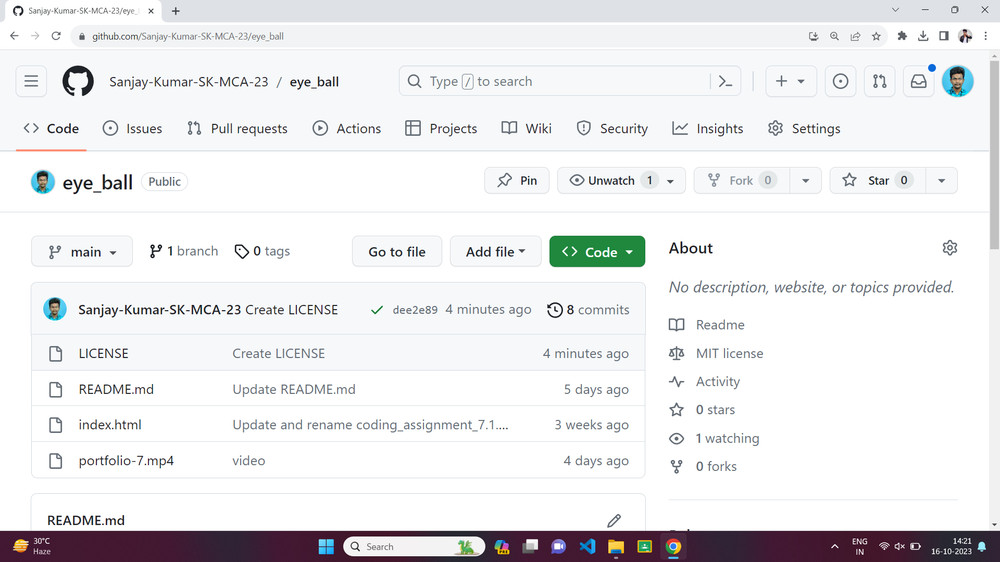 Sanjay-Kumar-SK-MCA-23/eye_b
github.com/Sanjay-Kumar-SK-MCA-23/eye_ball
Sanjay-Kumar-SK-MCA-23 / eye_ball
Type / to search
Code Issues Pull requests Actions Projects Wiki Security Insights Settings
eye_ball Public
Pin Unwatch 1 Fork 0 Star 0
main 1 branch 0 tags Go to file Add file Code
About
No description, website, or topics provided.
Sanjay-Kumar-SK-MCA-23 Create LICENSE dee2e89 4 minutes ago 8 commits
Readme
LICENSE Create LICENSE 4 minutes ago
MIT license
README.md Update README.md 5 days ago
Activity
0 stars
index.html Update and rename coding_assignment_7.1.... 3 weeks ago
1 watching
portfolio-7.mp4 video 4 days ago
0 forks
README.md
30°C
Haze
Search
PRE
ENG
IN
14:21
16-10-2023